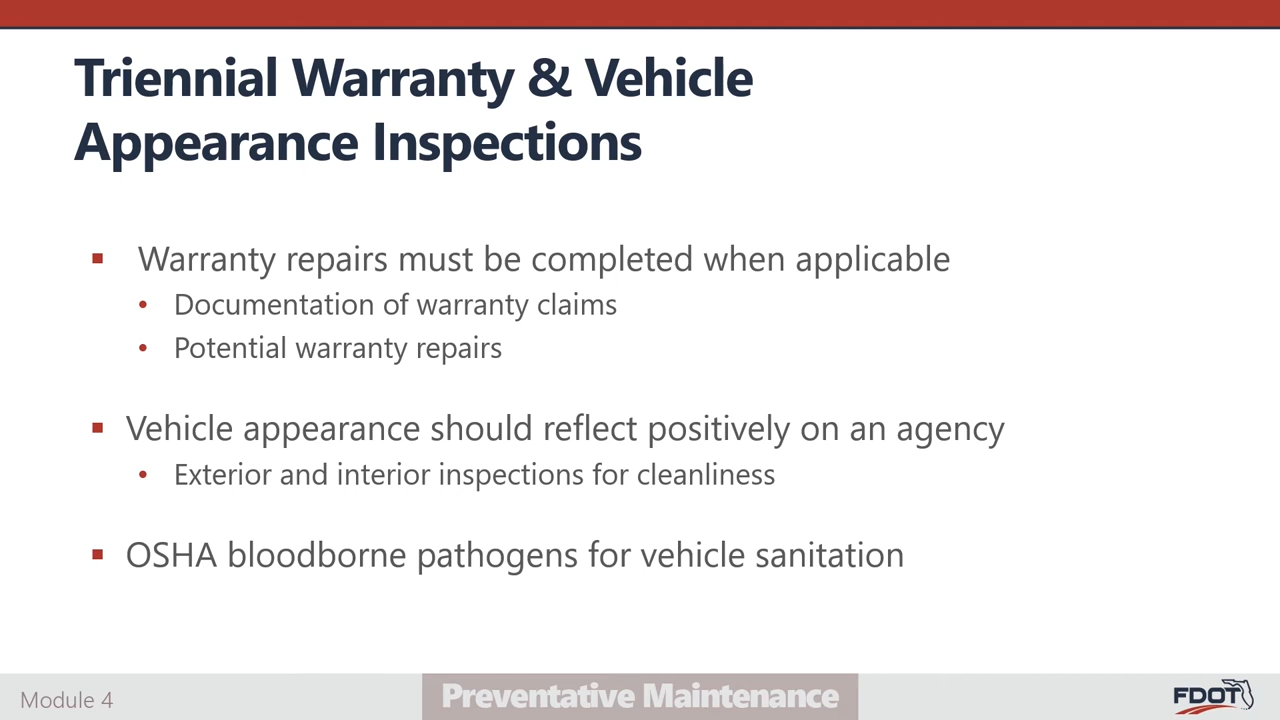 Triennial Warranty & Vehicle
Appearance Inspections
▪ Warranty repairs must be completed when applicable
• Documentation of warranty claims
• Potential warranty repairs
▪ Vehicle appearance should reflect positively on an agency
• Exterior and interior inspections for cleanliness
▪ OSHA bloodborne pathogens for vehicle sanitation
Module 4
Preventative Maintenance
FDOT